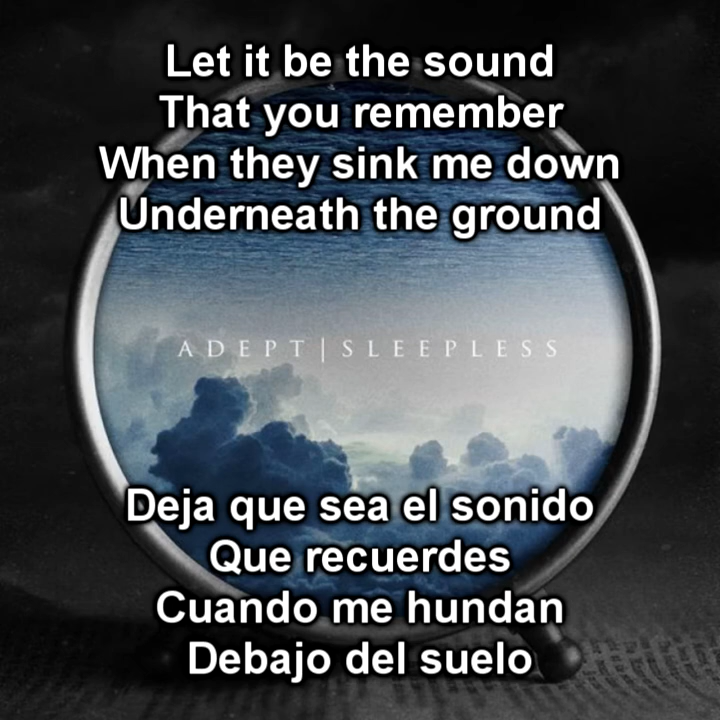 Let it be the sound
That you remember
When they sink me down
Underneath the ground
ADEPT | SLEEPLESS
Deja que sea el sonido
Que recuerdes
Cuando me hundan
Debajo del suelo